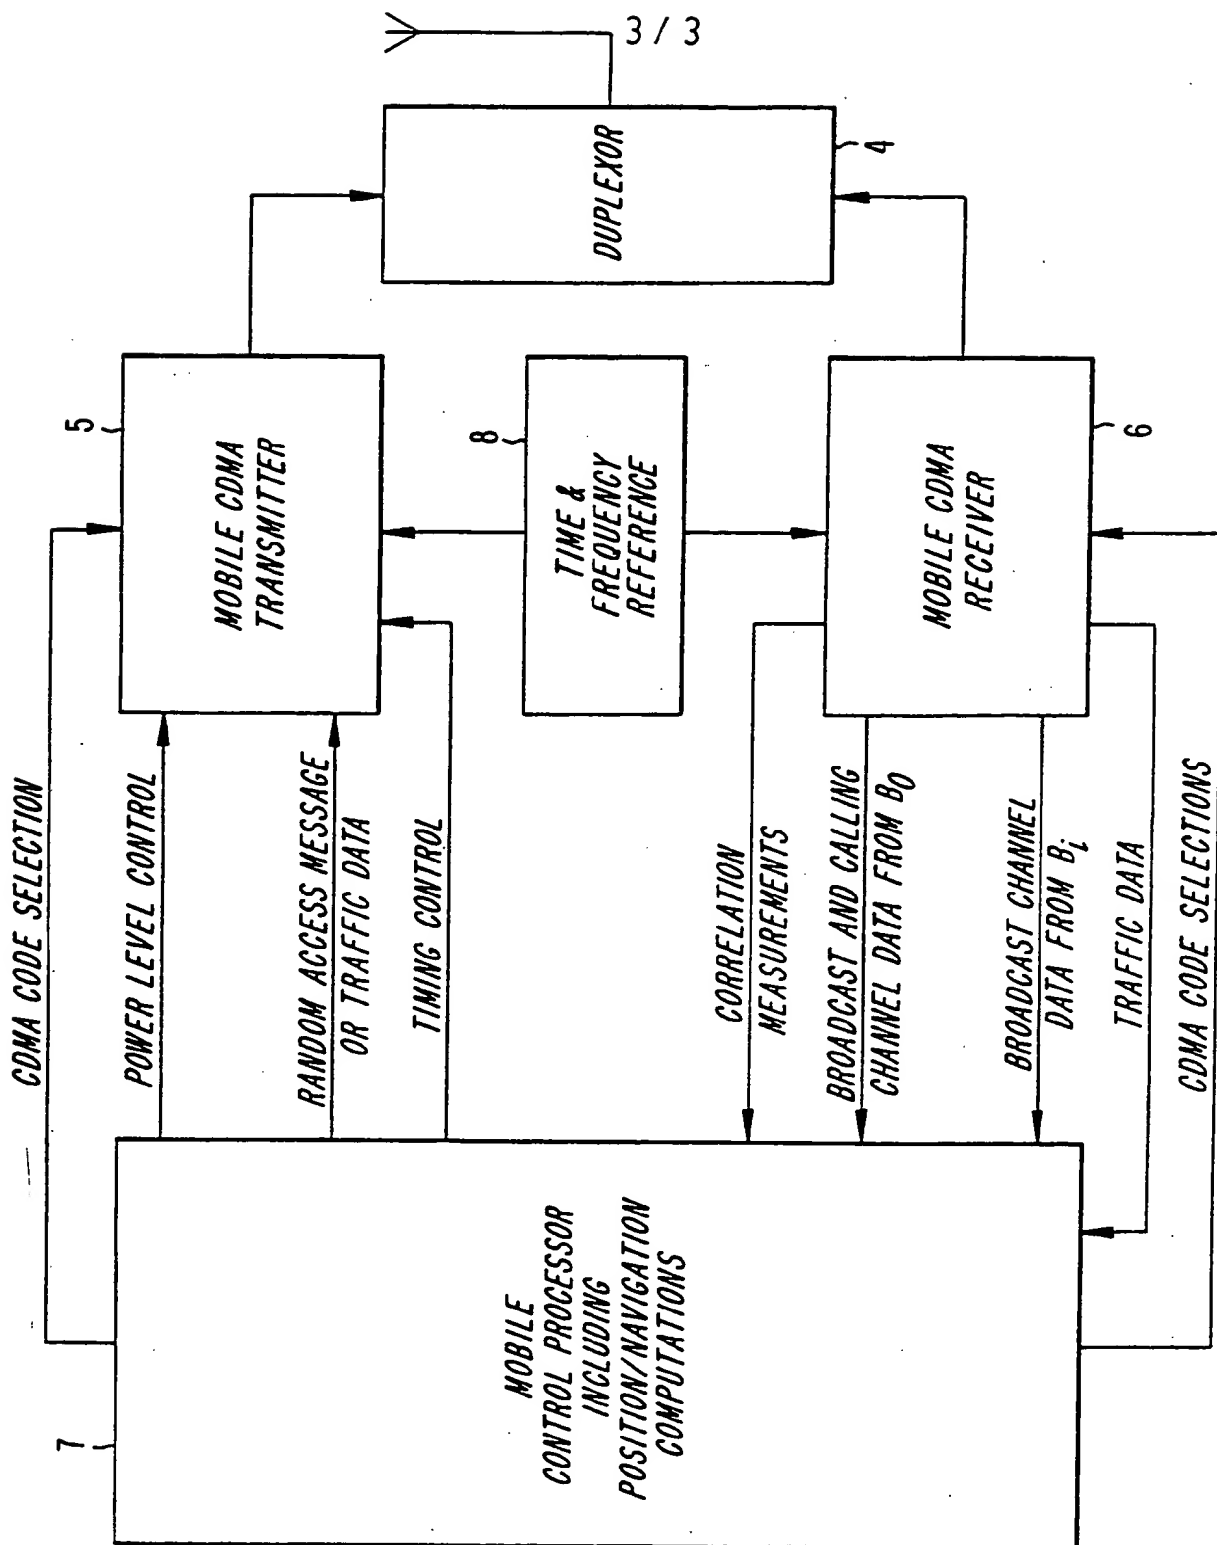 3 / 3
DUPLEXOR
4
5
MOBILE CDMA
TRANSMITTER
8
TIME &
FREQUENCY
REFERENCE
6
MOBILE CDMA
RECEIVER
CDMA CODE SELECTION
POWER LEVEL CONTROL
RANDOM ACCESS MESSAGE
OR TRAFFIC DATA
TIMING CONTROL
CORRELATION
MEASUREMENTS
BROADCAST AND CALLING
CHANNEL DATA FROM B0
BROADCAST CHANNEL
DATA FROM Bi
TRAFFIC DATA
CDMA CODE SELECTIONS
7
MOBILE
CONTROL PROCESSOR
INCLUDING
POSITION/NAVIGATION
COMPUTATIONS